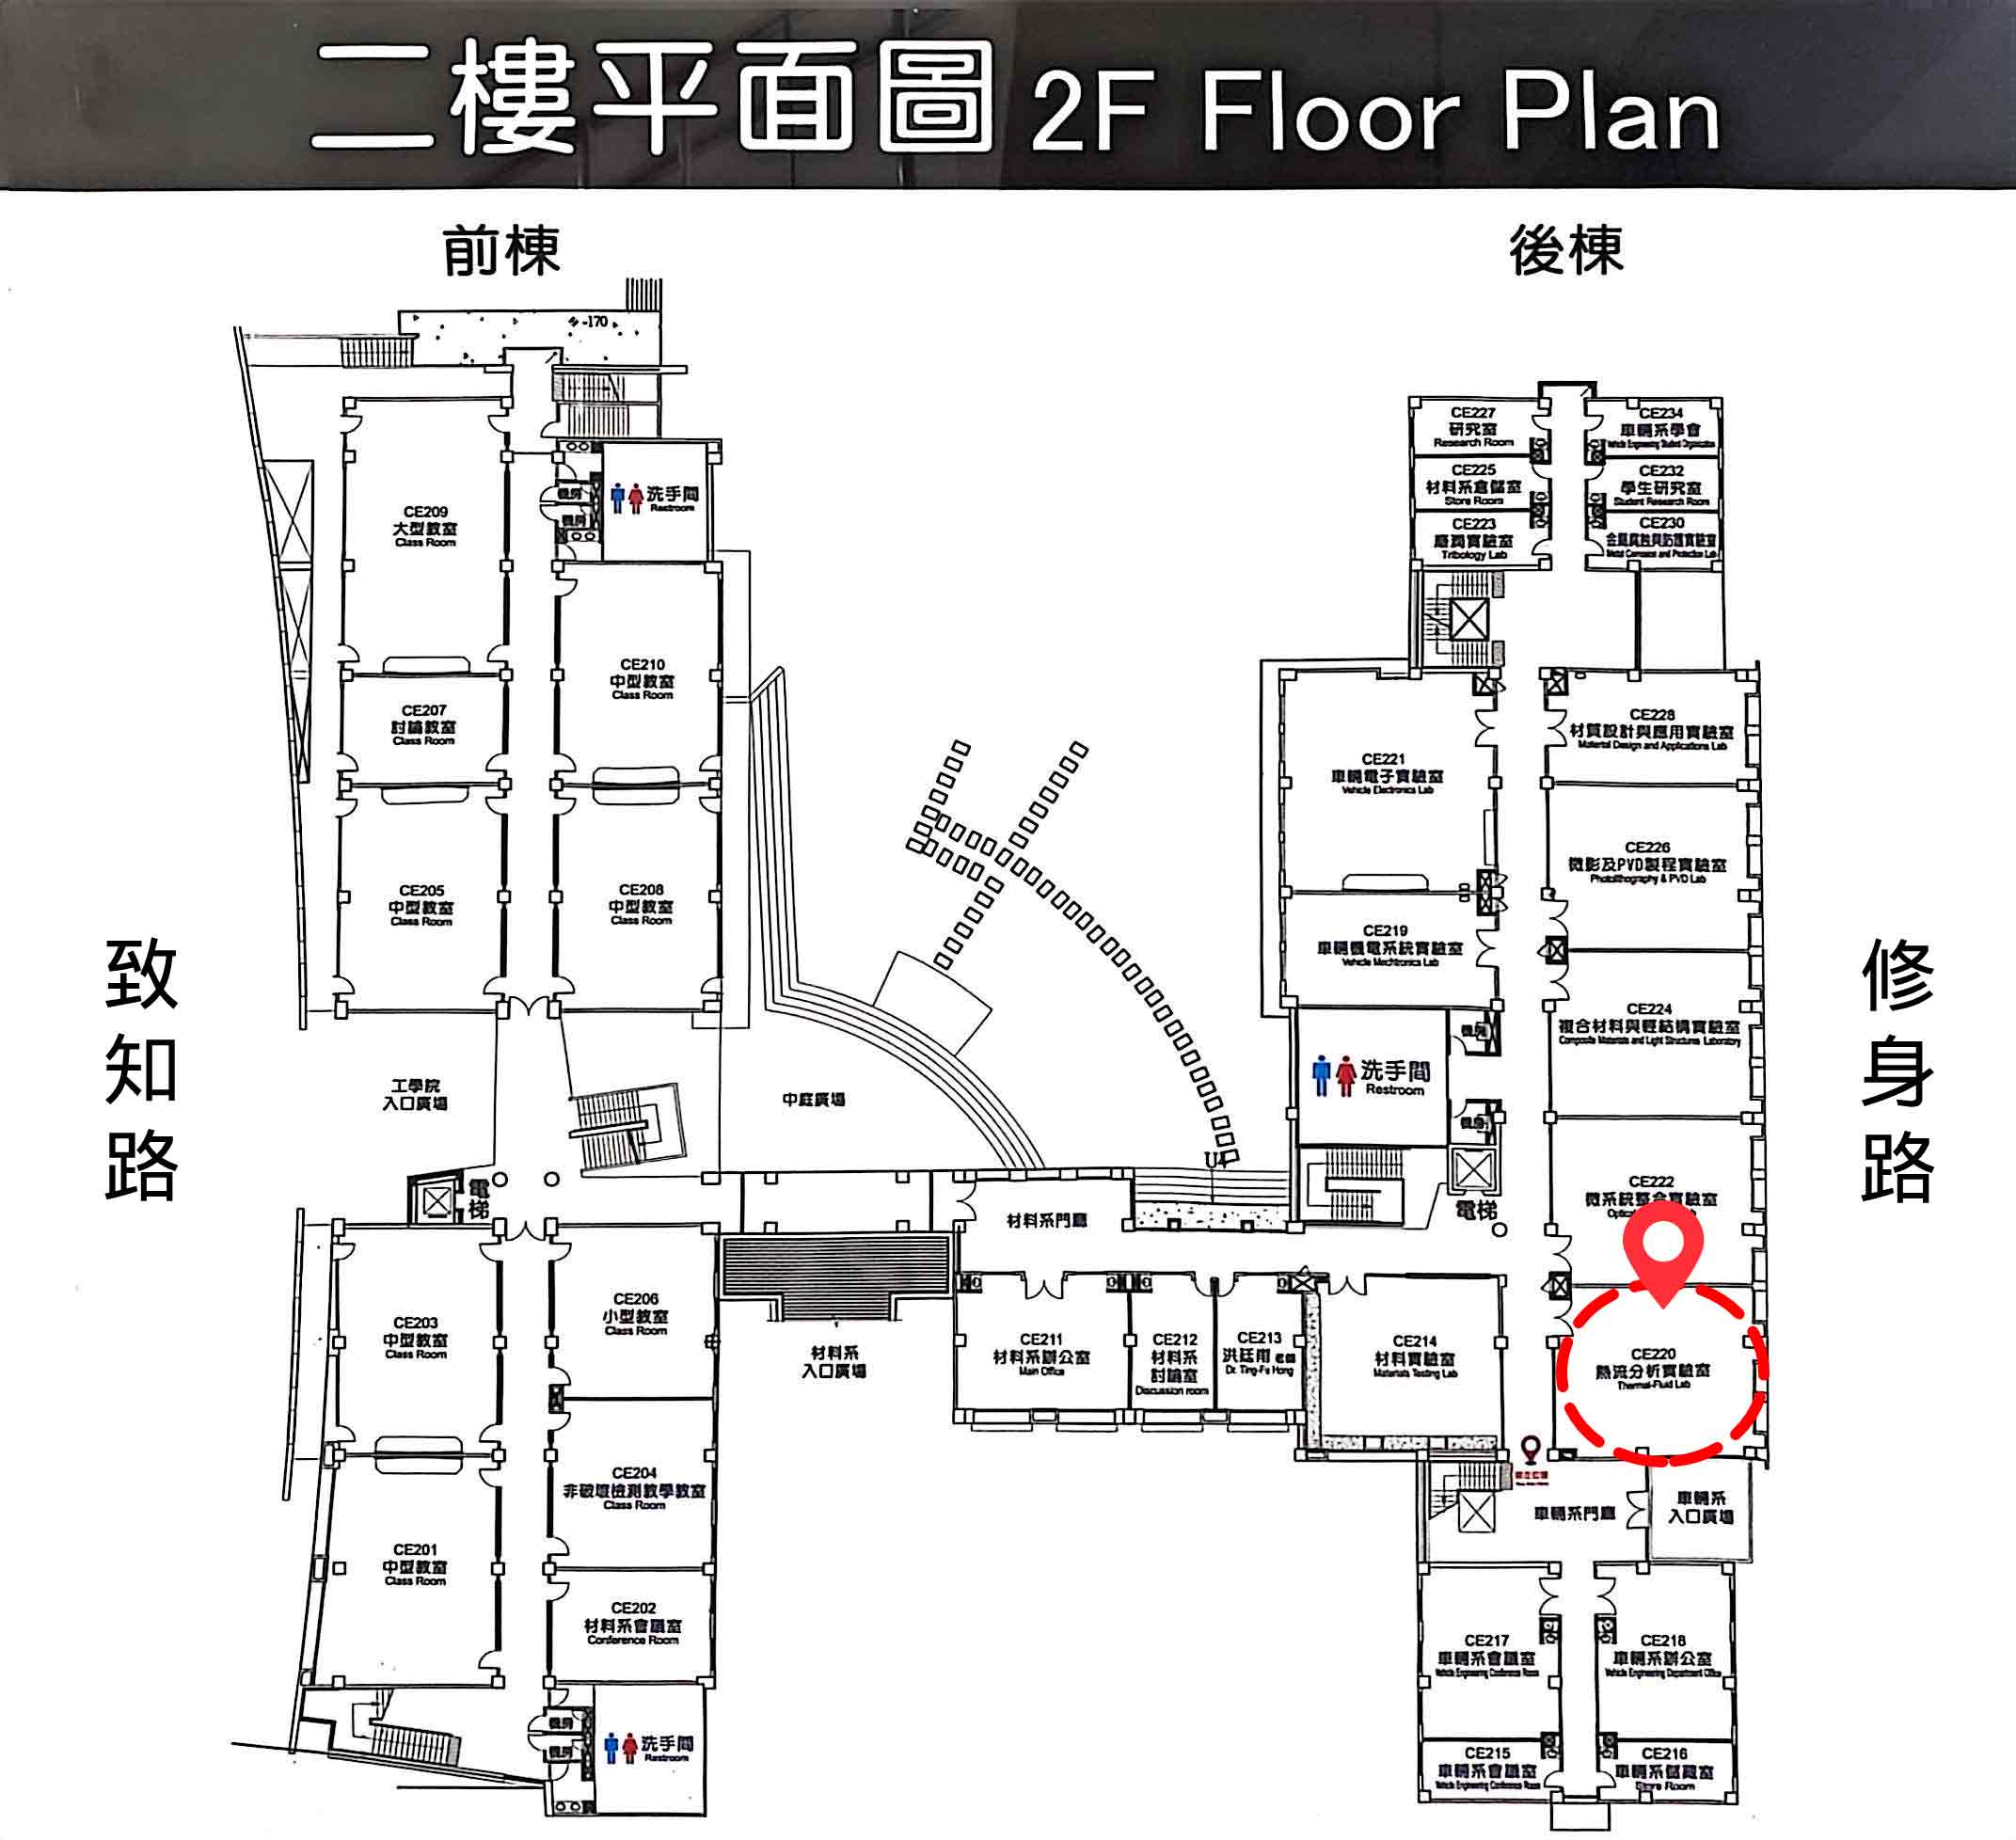 二樓平面圖 2F Floor Plan
前棟
後棟
致知路
修身路
-170
CE209
大型教室
Class Room
機房
機房
洗手間
Restroom
CE210
中型教室
Class Room
CE207
討論教室
Class Room
CE205
中型教室
Class Room
CE208
中型教室
Class Room
工學院
入口廣場
中庭廣場
電梯
CE203
中型教室
Class Room
CE206
小型教室
Class Room
CE204
非破壞檢測教學教室
Class Room
CE201
中型教室
Class Room
CE202
材料系會議室
Conference Room
機房
機房
洗手間
Restroom
材料系
入口廣場
材料系門廳
CE211
材料系辦公室
Main Office
CE212
材料系
討論室
Discussion room
CE213
洪廷甫 老師
Dr. Ting-Fu Hong
CE214
材料實驗室
Materials Testing Lab
CE227
研究室
Research Room
CE234
車輛系學會
Vehicle Engineering Student Organization
CE225
材料系倉儲室
Store Room
CE232
學生研究室
Student Research Room
CE223
磨潤實驗室
Tribology Lab
CE230
金屬腐蝕與防護實驗室
Metal Corrosion and Protection Lab
CE221
車輛電子實驗室
Vehicle Electronics Lab
CE228
材質設計與應用實驗室
Material Design and Applications Lab
CE226
微影及PVD製程實驗室
Photolithography & PVD Lab
CE219
車輛機電系統實驗室
Vehicle Mechtronics Lab
CE224
複合材料與輕結構實驗室
Composite Materials and Light Structures Laboratory
機房
洗手間
Restroom
機房
電梯
CE222
微系統整合實驗室
CE220
熱流分析實驗室
Thermal-Fluid Lab
車輛系門廳
車輛系
入口廣場
CE217
車輛系會議室
Vehicle Engineering Conference Room
CE218
車輛系辦公室
Vehicle Engineering Department Office
CE215
車輛系會議室
Vehicle Engineering Conference Room
CE216
車輛系儲藏室
Store Room